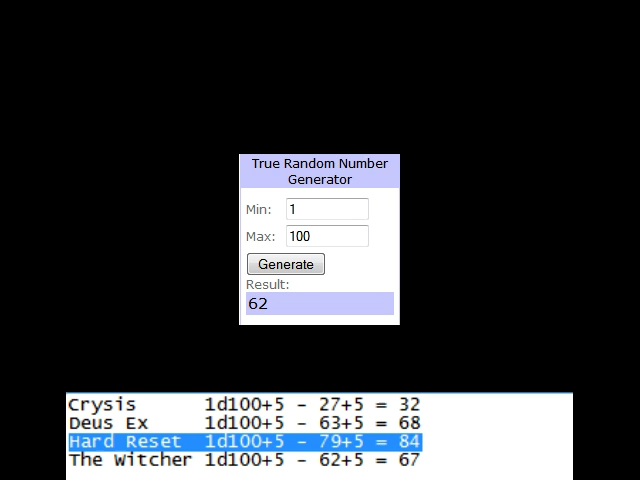 True Random Number
Generator
Min: 1
Max: 100
Generate
Result:
62
Crysis 1d100+5 - 27+5 = 32
Deus Ex 1d100+5 - 63+5 = 68
Hard Reset 1d100+5 - 79+5 = 84
The Witcher 1d100+5 - 62+5 = 67